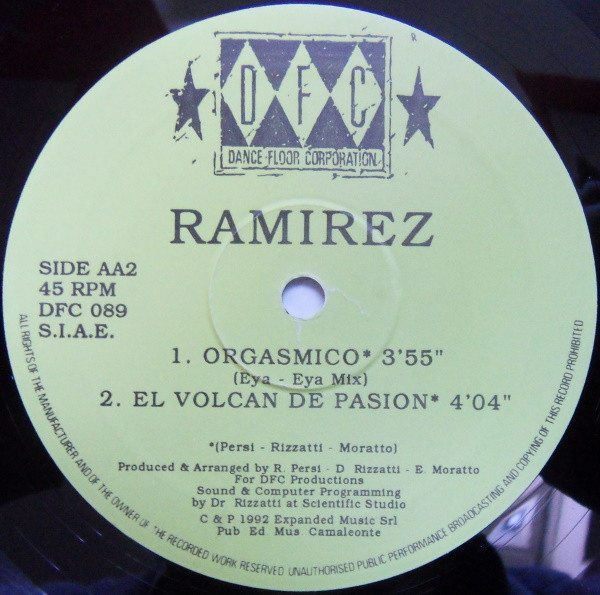 R
D F C
DANCE FLOOR CORPORATION
RAMIREZ
SIDE AA2
45 RPM
DFC 089
S.I.A.E.
1. ORGASMICO* 3'55"
(Eya - Eya Mix)
2. EL VOLCAN DE PASION* 4'04"
*(Persi - Rizzatti - Moratto)
Produced & Arranged by R. Persi - D. Rizzatti - E. Moratto
For DFC Productions
Sound & Computer Programming
by Dr Rizzatti at Scientific Studio
C & P 1992 Expanded Music Srl
Pub Ed. Mus. Camaleonte
ALL RIGHTS OF THE MANUFACTURER AND OF THE OWNER OF THE RECORDED WORK RESERVED UNAUTHORISED PUBLIC PERFORMANCE BROADCASTING AND COPYING OF THIS RECORD PROHIBITED